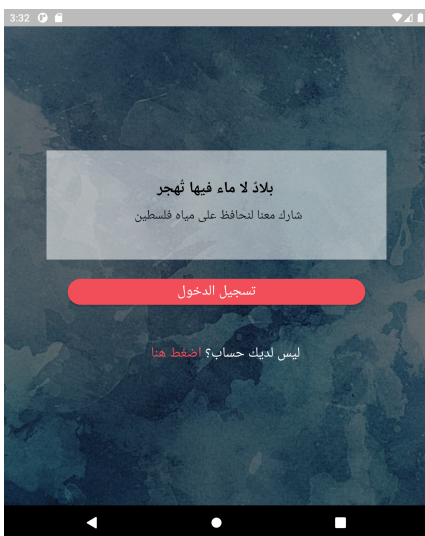 3:32
بلادٌ لا ماء فيها تُهجر
شارك معنا لنحافظ على مياه فلسطين
تسجيل الدخول
ليس لديك حساب؟ اضغط هنا